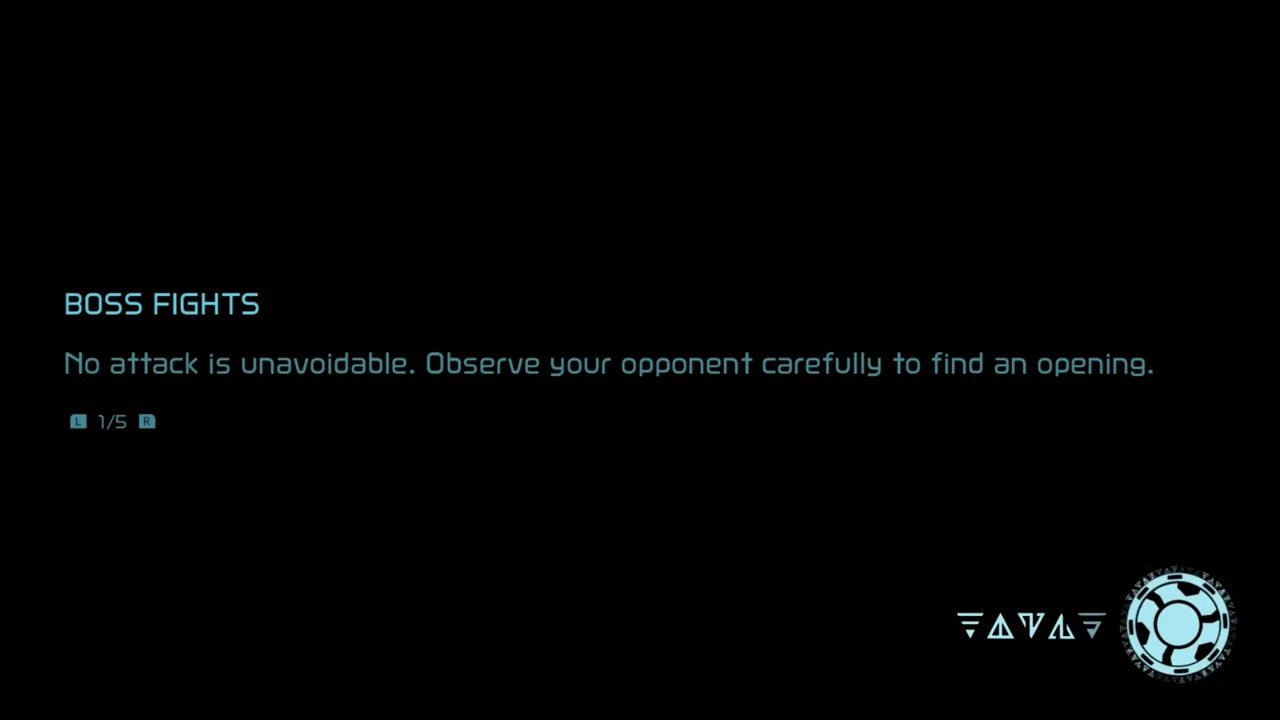 BOSS FIGHTS
No attack is unavoidable. Observe your opponent carefully to find an opening.
L 1/5 R